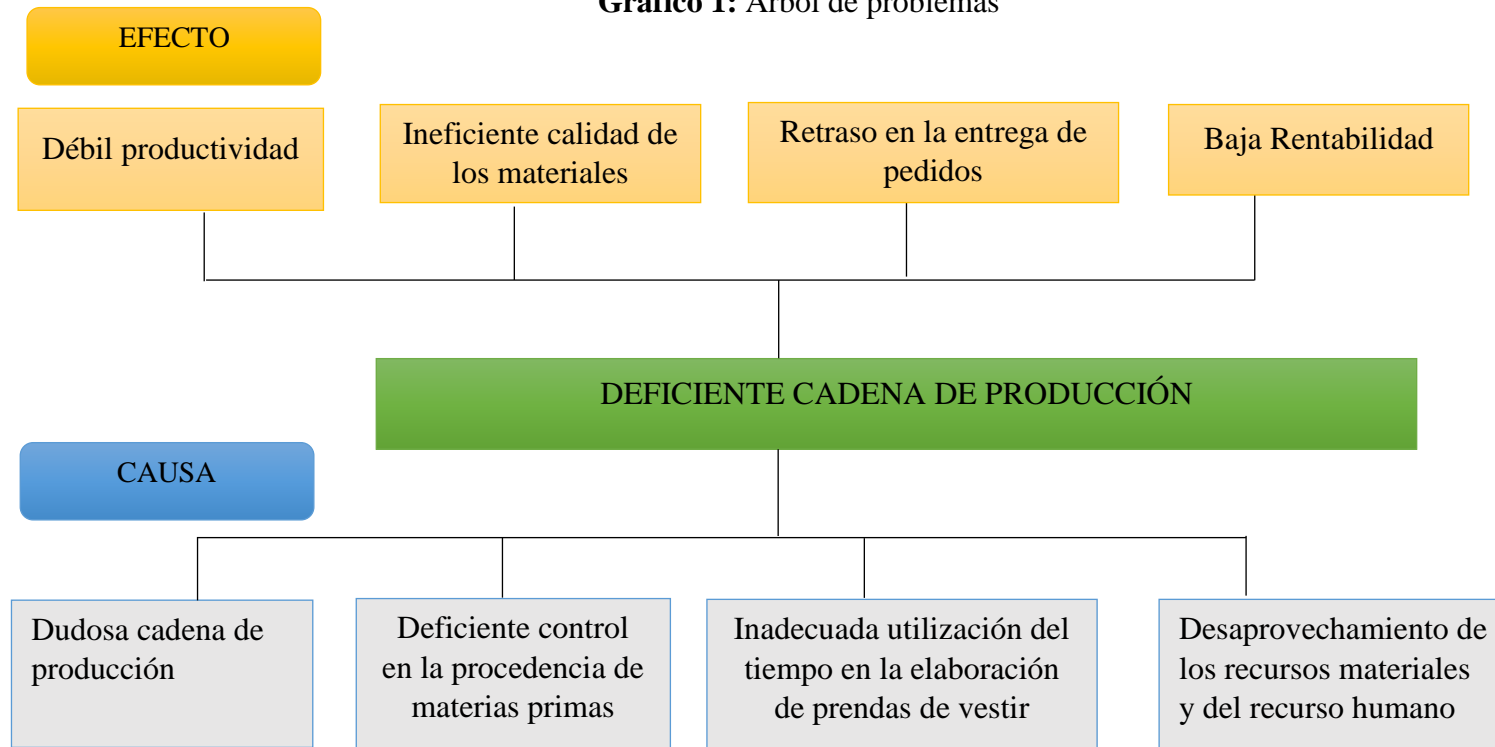 Gráfico 1: Árbol de problemas
EFECTO
Débil productividad
Ineficiente calidad de
los materiales
Retraso en la entrega de
pedidos
Baja Rentabilidad
DEFICIENTE CADENA DE PRODUCCIÓN
CAUSA
Dudosa cadena de
producción
Deficiente control
en la procedencia de
materias primas
Inadecuada utilización del
tiempo en la elaboración
de prendas de vestir
Desaprovechamiento de
los recursos materiales
y del recurso humano